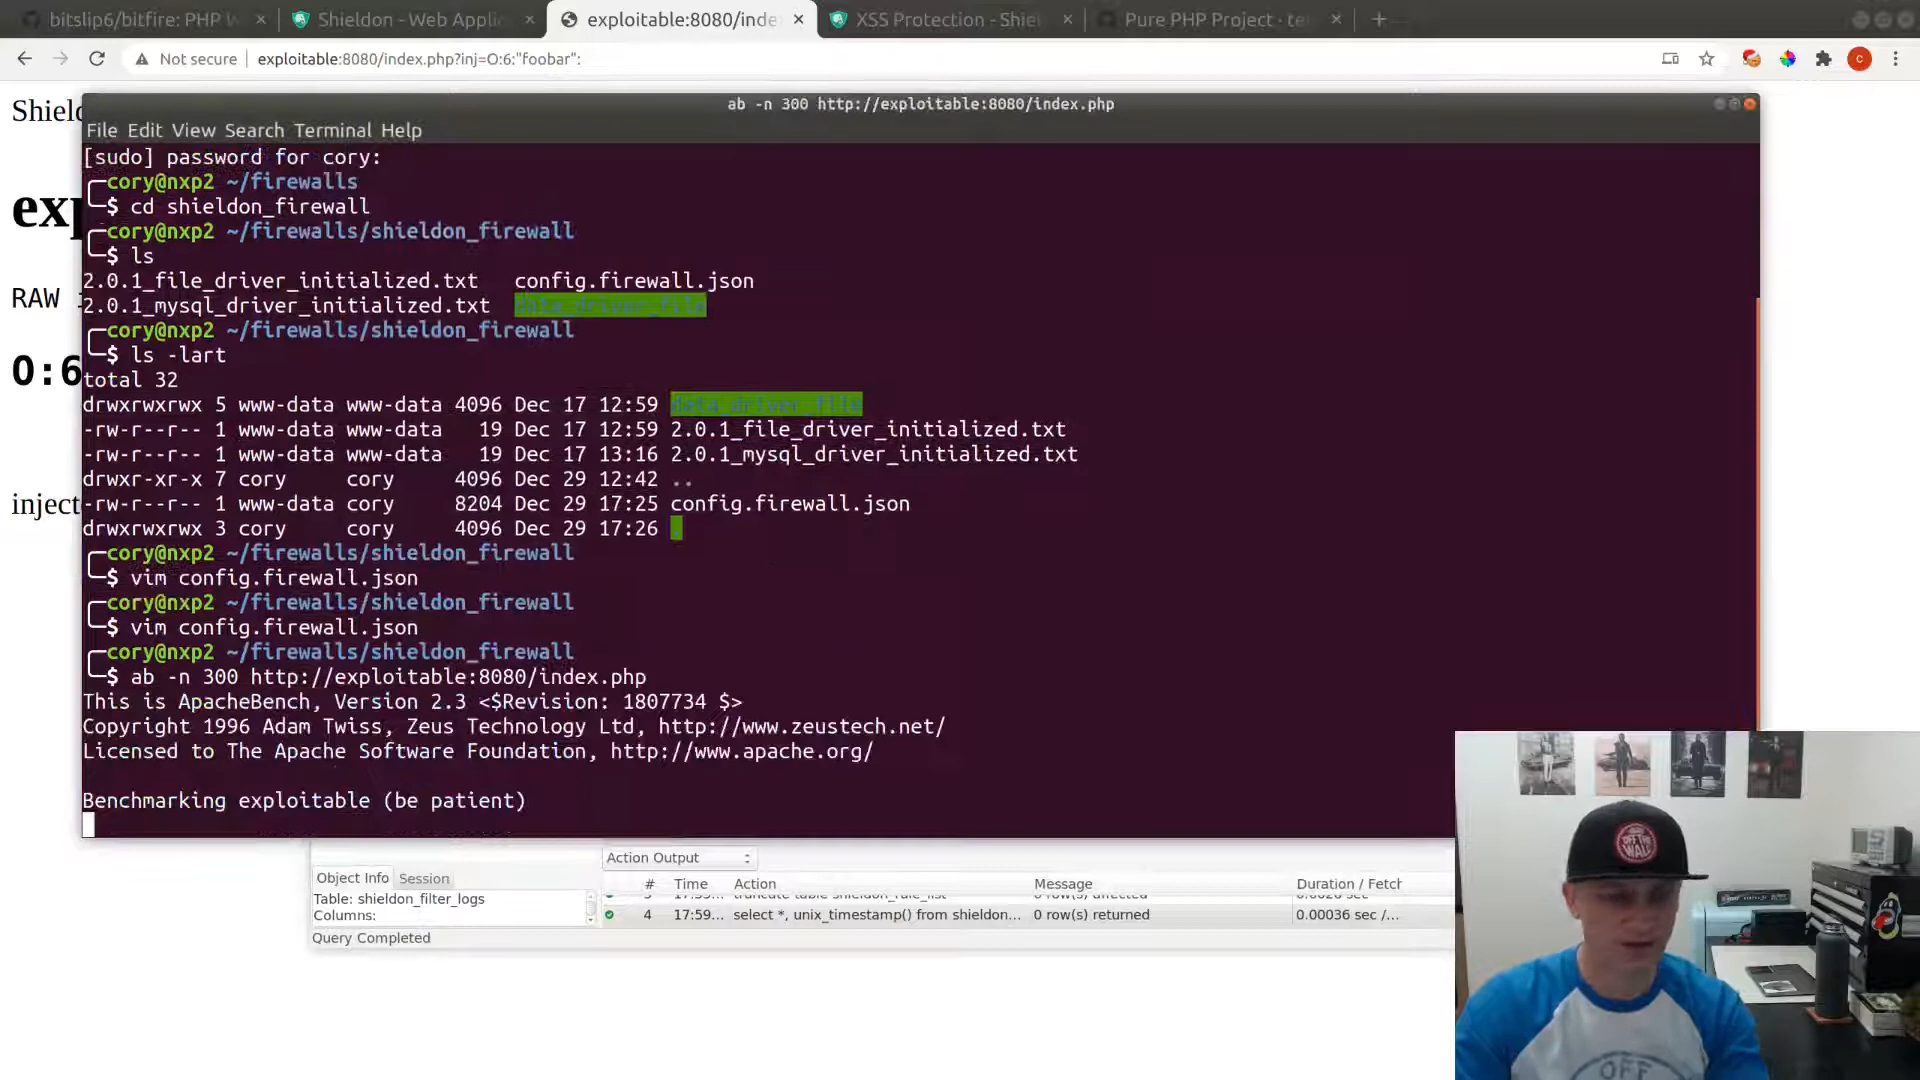 bitslip6/bitfire: PHP W
Shieldon - Web Applic
exploitable:8080/inde
XSS Protection - Shiel
Pure PHP Project · te
Not secure
exploitable:8080/index.php?inj=O:6:"foobar":
Shield
exp
RAW
O:6
inject
ab -n 300 http://exploitable:8080/index.php
File Edit View Search Terminal Help
[sudo] password for cory:
cory@nxp2 ~/firewalls
$ cd shieldon_firewall
cory@nxp2 ~/firewalls/shieldon_firewall
$ ls
2.0.1_file_driver_initialized.txt config.firewall.json
2.0.1_mysql_driver_initialized.txt data_driver_file
cory@nxp2 ~/firewalls/shieldon_firewall
$ ls -lart
total 32
drwxrwxrwx 5 www-data www-data 4096 Dec 17 12:59 data_driver_file
-rw-r--r-- 1 www-data www-data 19 Dec 17 12:59 2.0.1_file_driver_initialized.txt
-rw-r--r-- 1 www-data www-data 19 Dec 17 13:16 2.0.1_mysql_driver_initialized.txt
drwxr-xr-x 7 cory cory 4096 Dec 29 12:42 ..
-rw-r--r-- 1 www-data cory 8204 Dec 29 17:25 config.firewall.json
drwxrwxrwx 3 cory cory 4096 Dec 29 17:26 .
cory@nxp2 ~/firewalls/shieldon_firewall
$ vim config.firewall.json
cory@nxp2 ~/firewalls/shieldon_firewall
$ vim config.firewall.json
cory@nxp2 ~/firewalls/shieldon_firewall
$ ab -n 300 http://exploitable:8080/index.php
This is ApacheBench, Version 2.3 <$Revision: 1807734 $>
Copyright 1996 Adam Twiss, Zeus Technology Ltd, http://www.zeustech.net/
Licensed to The Apache Software Foundation, http://www.apache.org/
Benchmarking exploitable (be patient)
Object Info Session
Table: shieldon_filter_logs
Columns:
Query Completed
Action Output
# Time Action Message Duration / Fetch
4 17:59... select *, unix_timestamp() from shieldon... 0 row(s) returned 0.00036 sec /...
OFF THE WALL
OFF